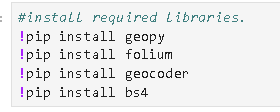 #install required libraries.
!pip install geopy
!pip install folium
!pip install geocoder
!pip install bs4